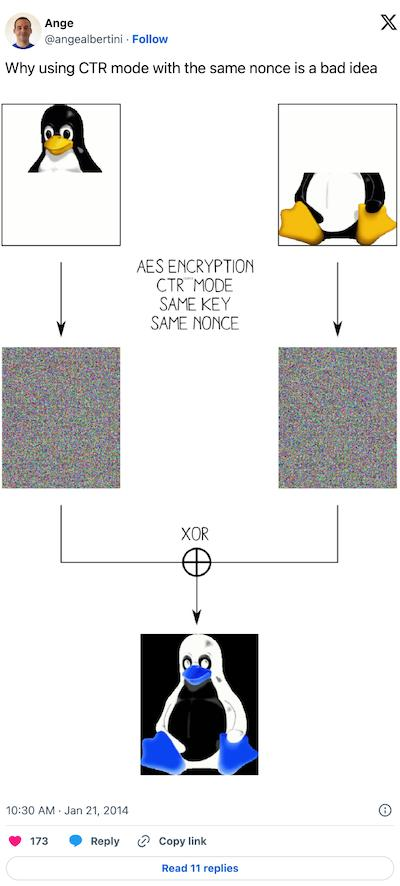 Ange
@angealbertini · Follow
Why using CTR mode with the same nonce is a bad idea
AES ENCRYPTION
CTR MODE
SAME KEY
SAME NONCE
XOR
10:30 AM · Jan 21, 2014
173 Reply Copy link
Read 11 replies